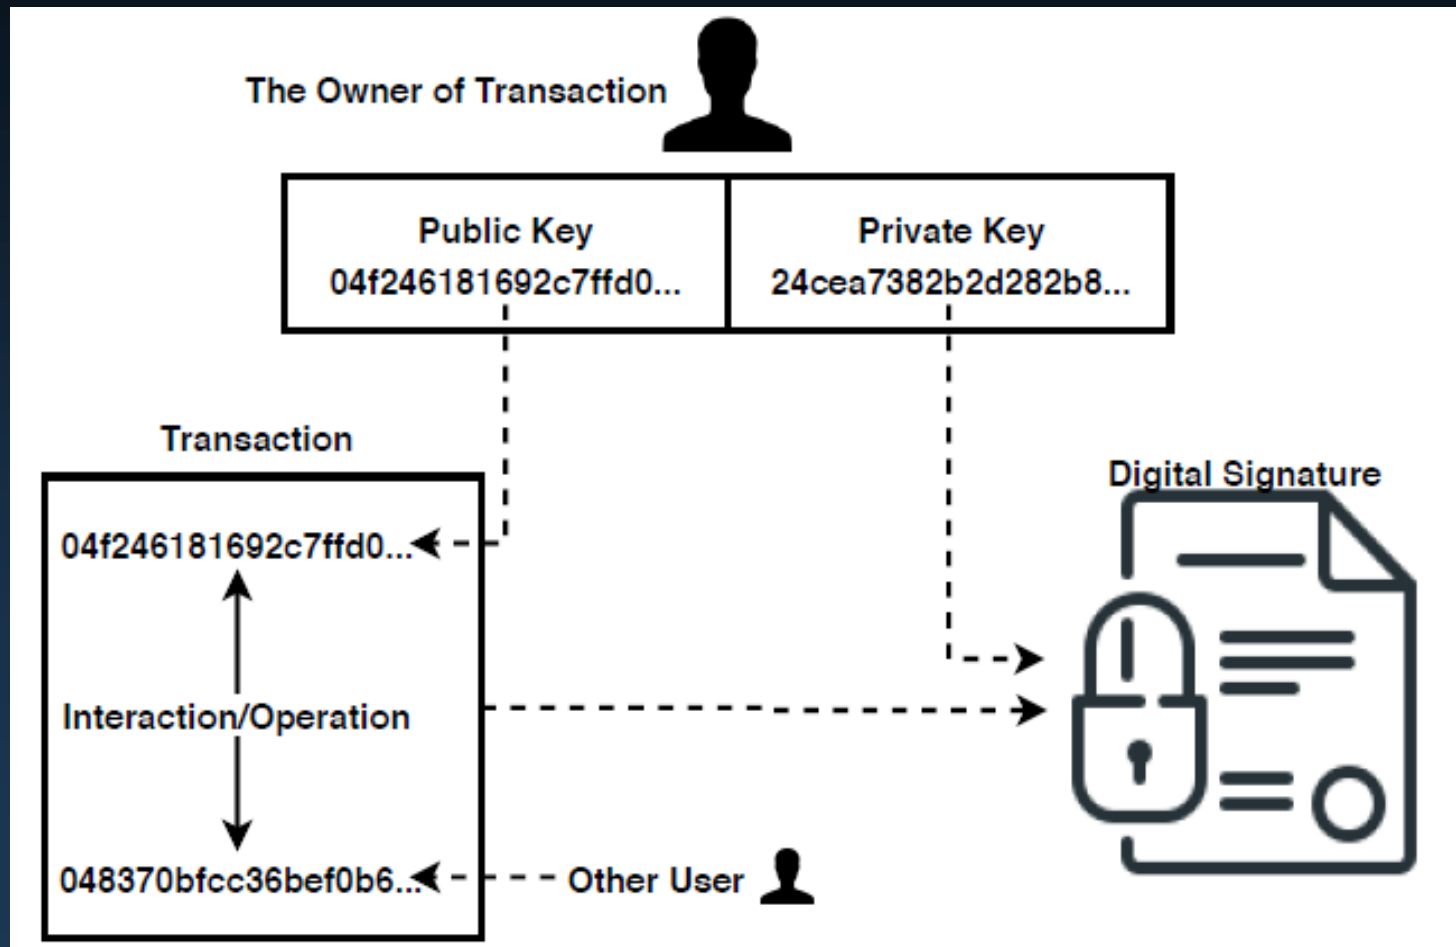 The Owner of Transaction
Public Key
04f246181692c7ffd0...
Private Key
24cea7382b2d282b8...
Transaction
04f246181692c7ffd0...
Interaction/Operation
048370bfcc36bef0b6...
Other User
Digital Signature